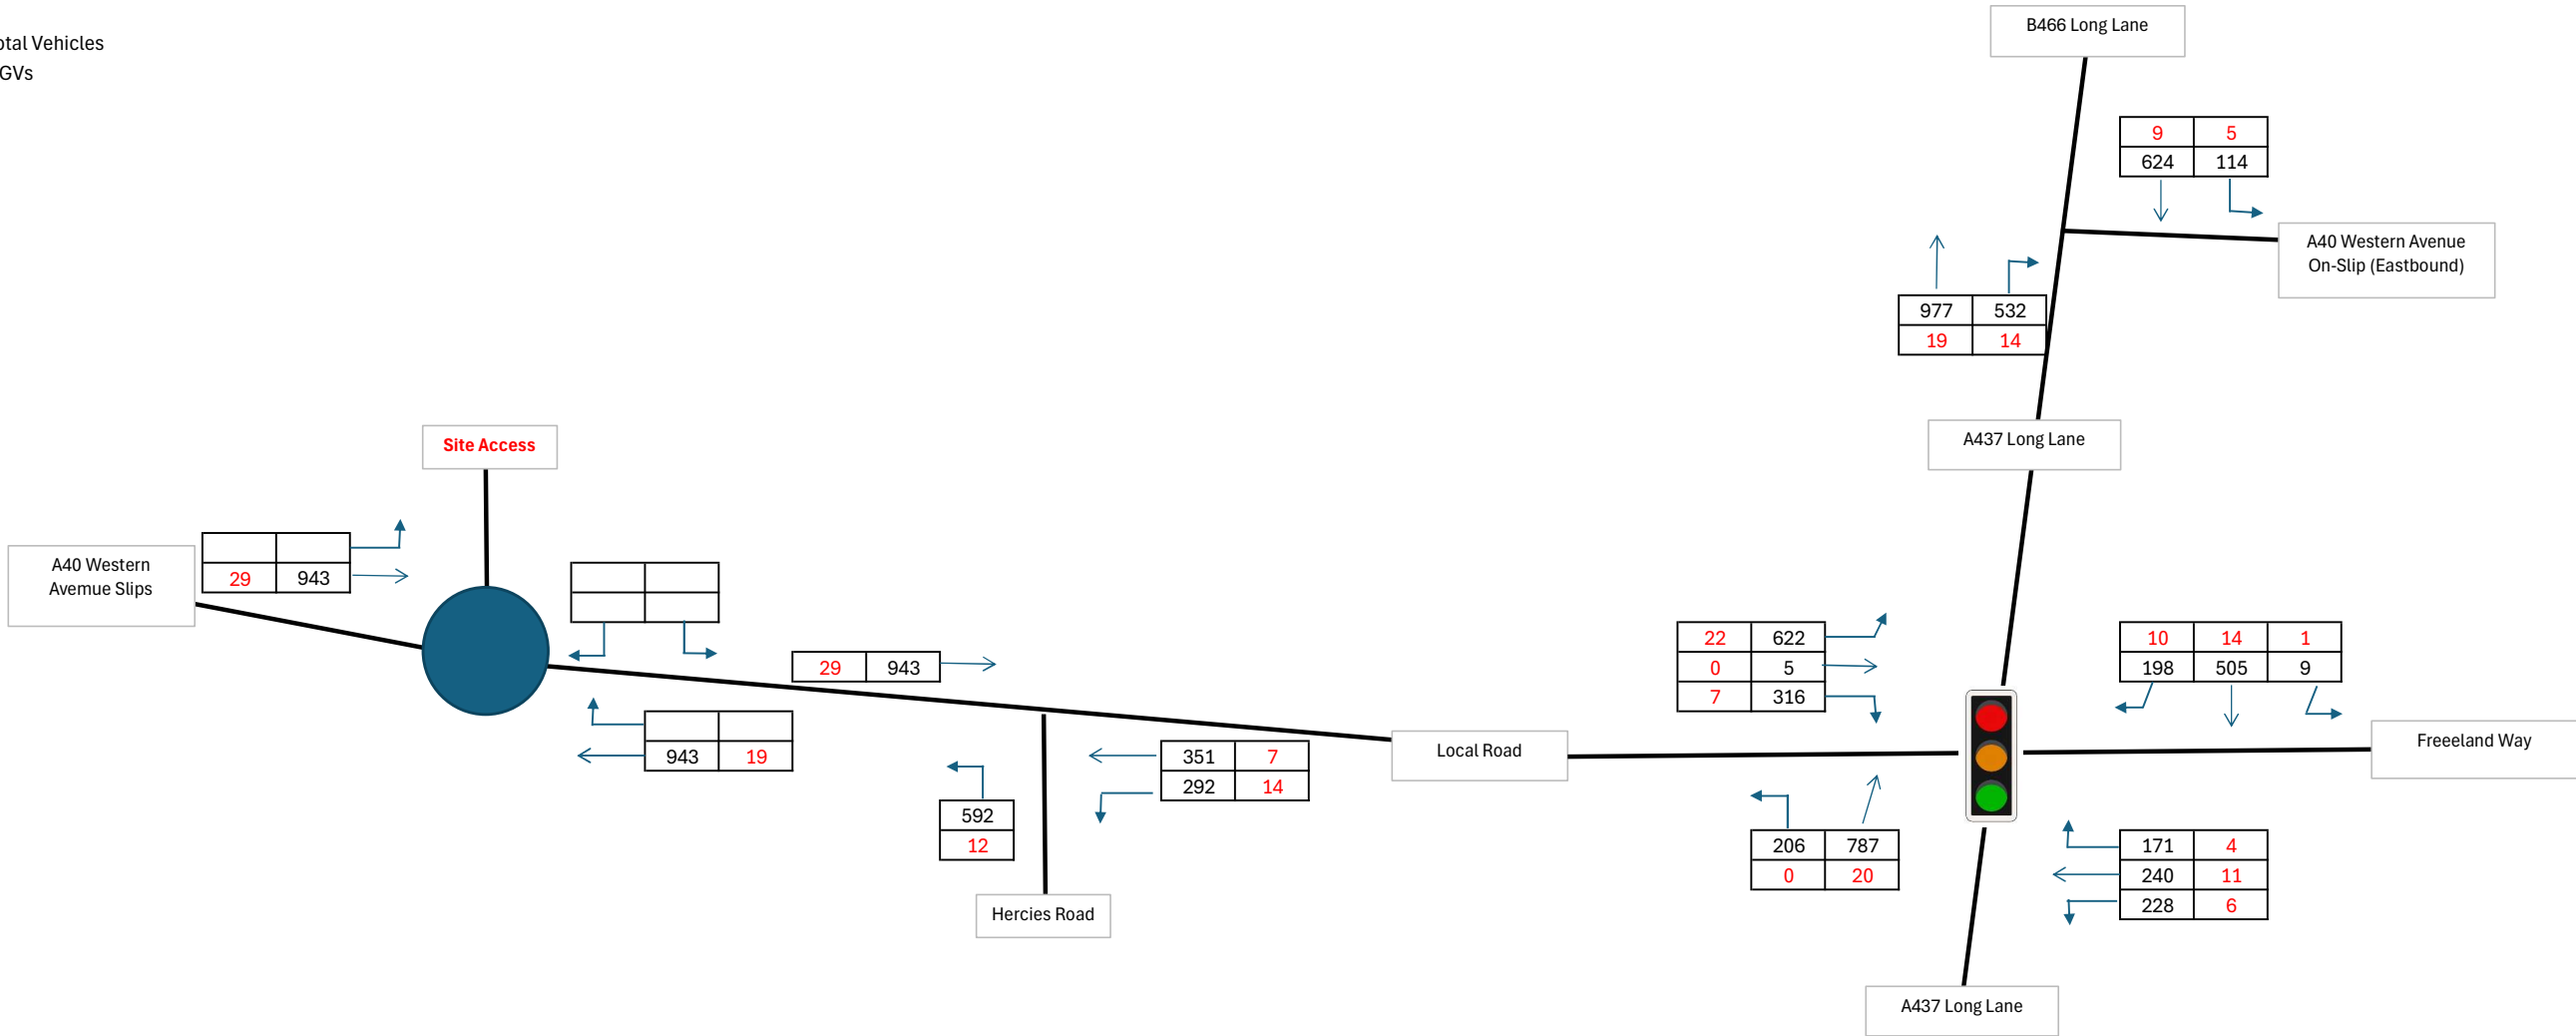 otal Vehicles
GVs
B466 Long Lane
9 5
624 114
A40 Western Avenue
On-Slip (Eastbound)
977 532
19 14
A437 Long Lane
Site Access
A40 Western
Avemue Slips
29 943
29 943
943 19
592
12
351 7
292 14
Hercies Road
Local Road
22 622
0 5
7 316
10 14 1
198 505 9
Freeeland Way
206 787
0 20
171 4
240 11
228 6
A437 Long Lane